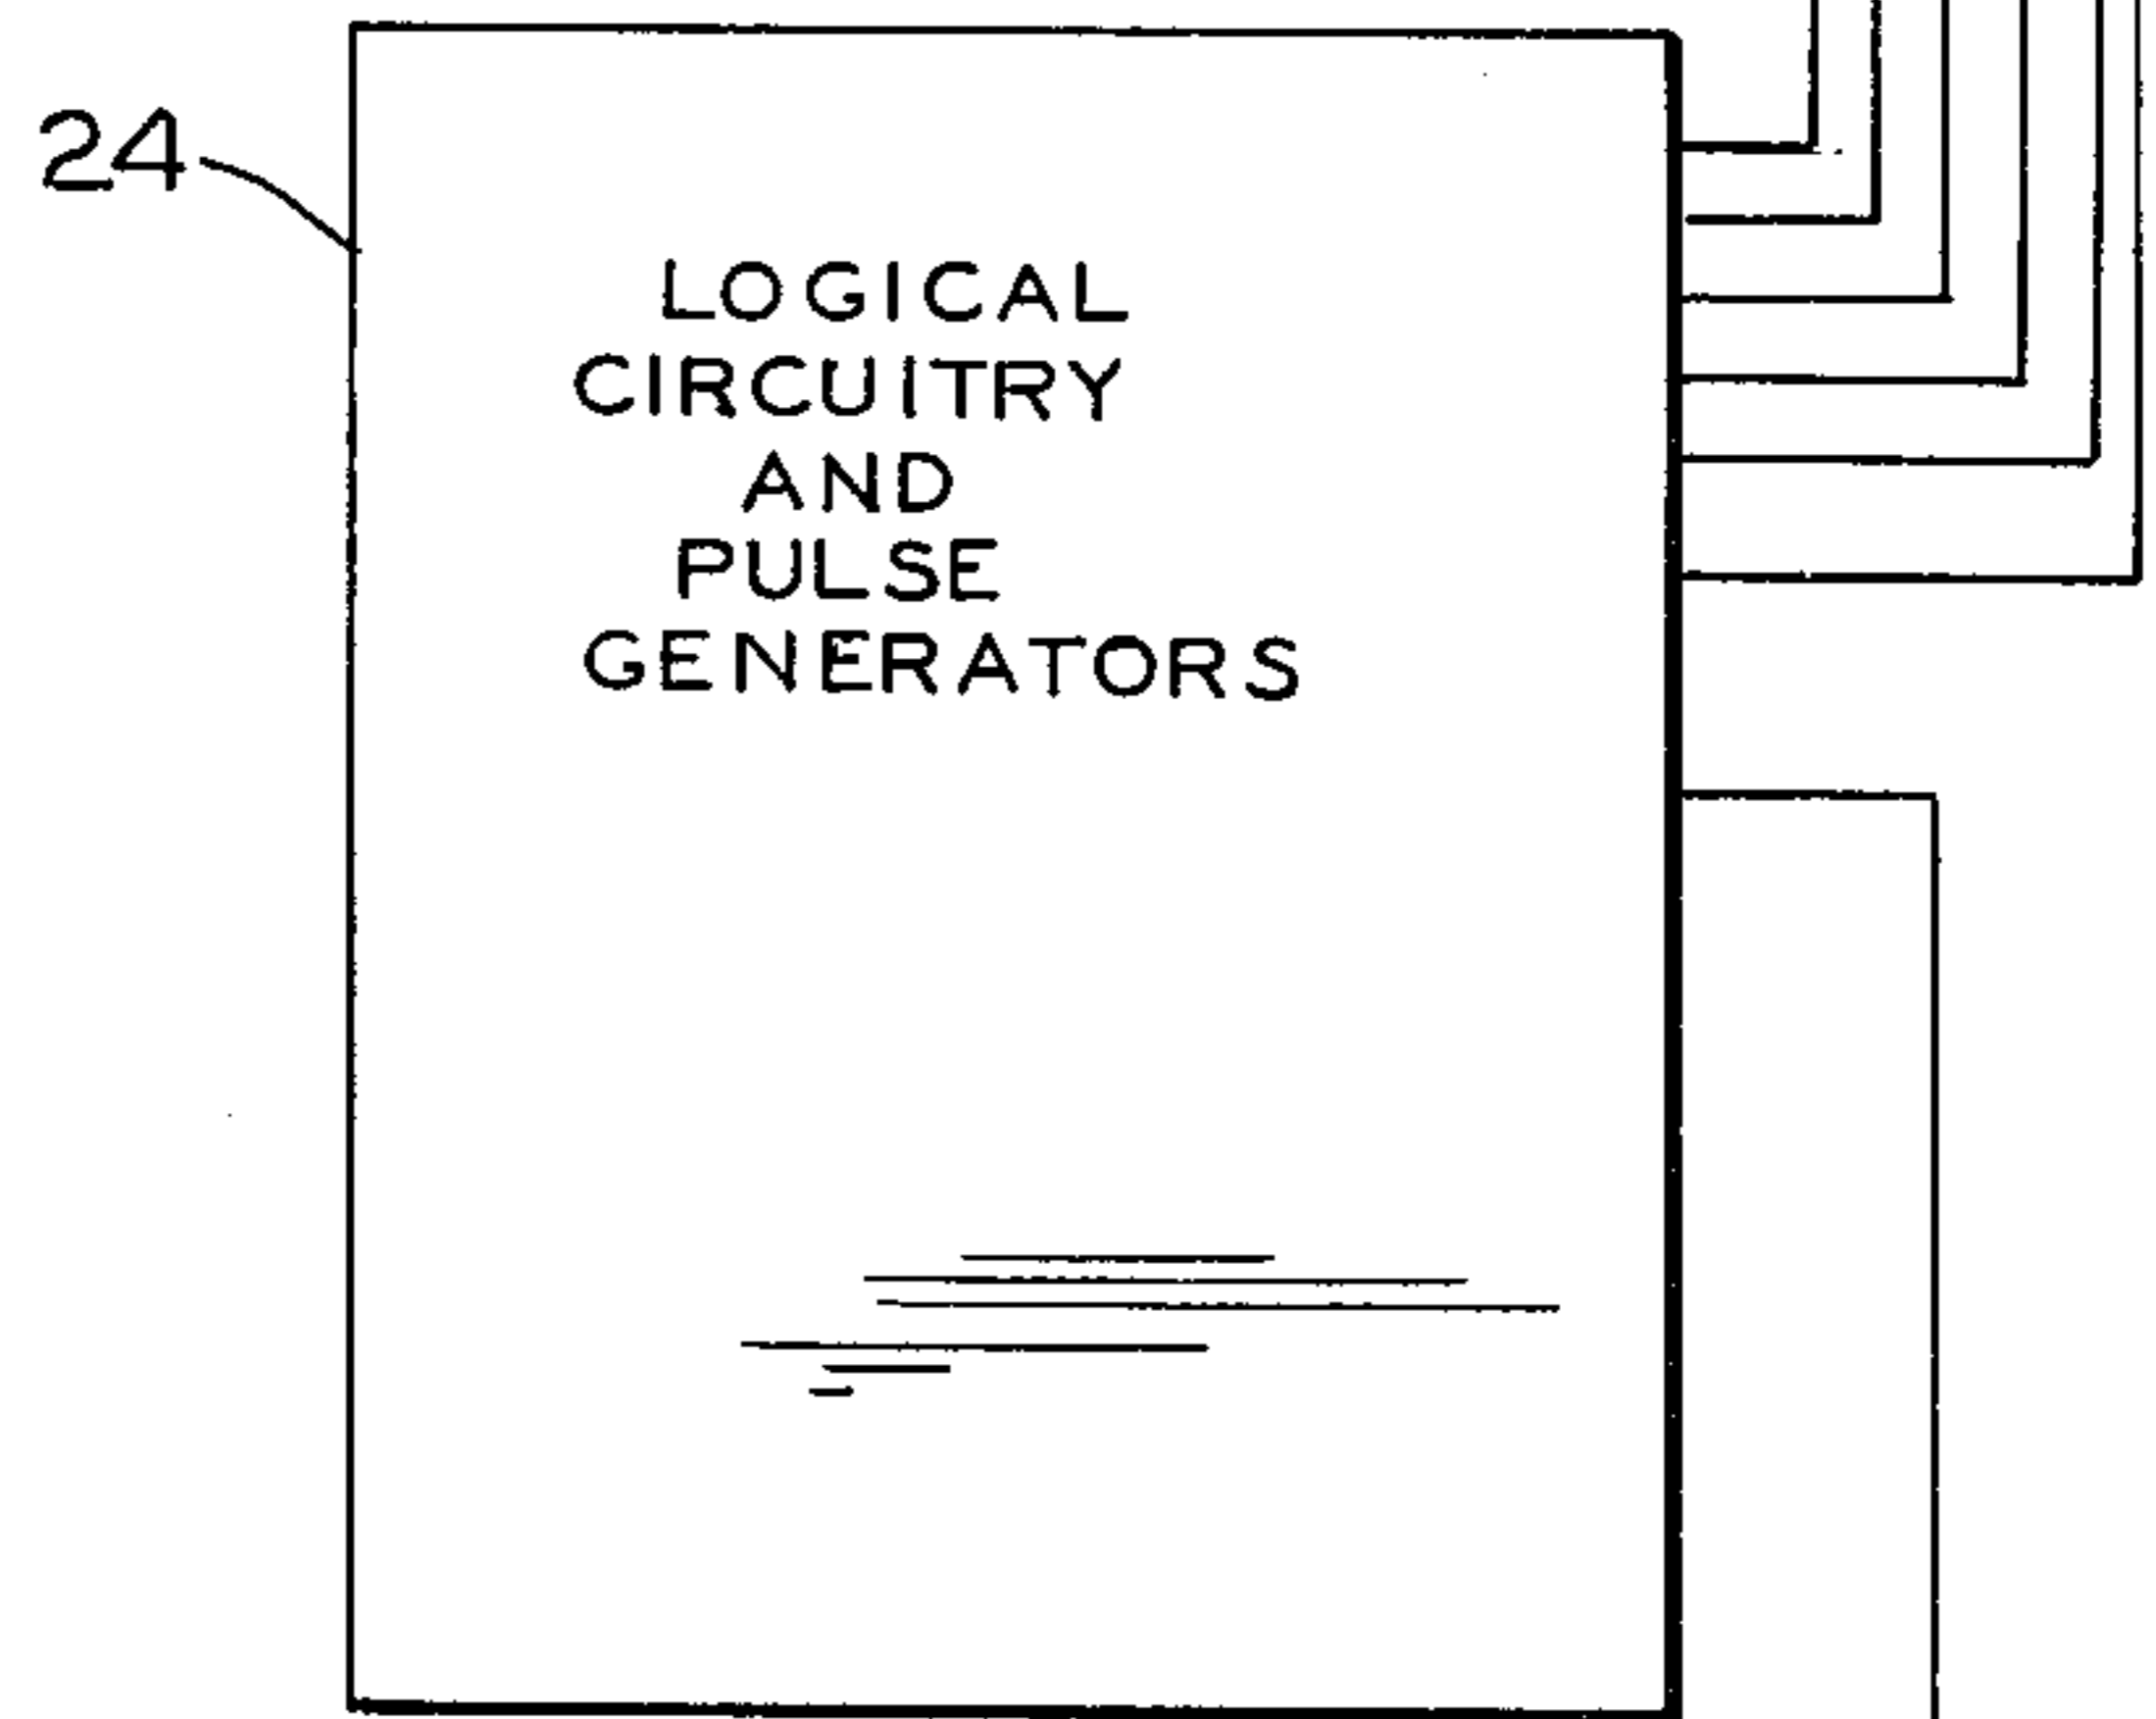 24
LOGICAL
CIRCUITRY
AND
PULSE
GENERATORS